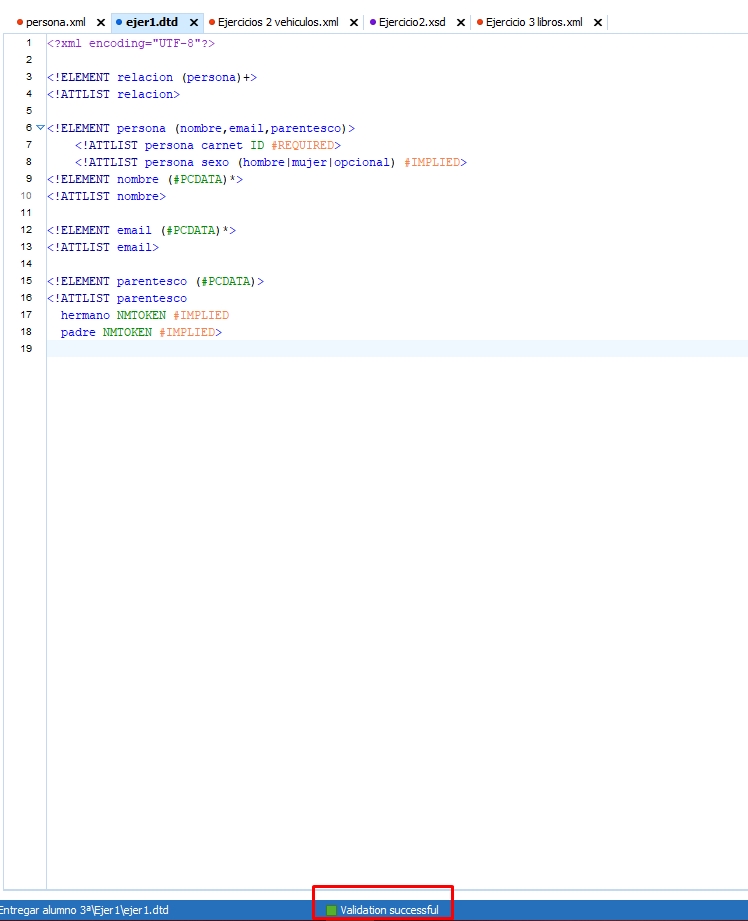 persona.xml ejer1.dtd Ejercicios 2 vehiculos.xml Ejercicio2.xsd Ejercicio 3 libros.xml
1 <?xml encoding="UTF-8"?>
2
3 <!ELEMENT relacion (persona)+>
4 <!ATTLIST relacion>
5
6 <!ELEMENT persona (nombre,email,parentesco)>
7 <!ATTLIST persona carnet ID #REQUIRED>
8 <!ATTLIST persona sexo (hombre|mujer|opcional) #IMPLIED>
9 <!ELEMENT nombre (#PCDATA)*>
10 <!ATTLIST nombre>
11
12 <!ELEMENT email (#PCDATA)*>
13 <!ATTLIST email>
14
15 <!ELEMENT parentesco (#PCDATA)>
16 <!ATTLIST parentesco
17 hermano NMTOKEN #IMPLIED
18 padre NMTOKEN #IMPLIED>
19
Entregar alumno 3ª\Ejer1\ejer1.dtd Validation successful